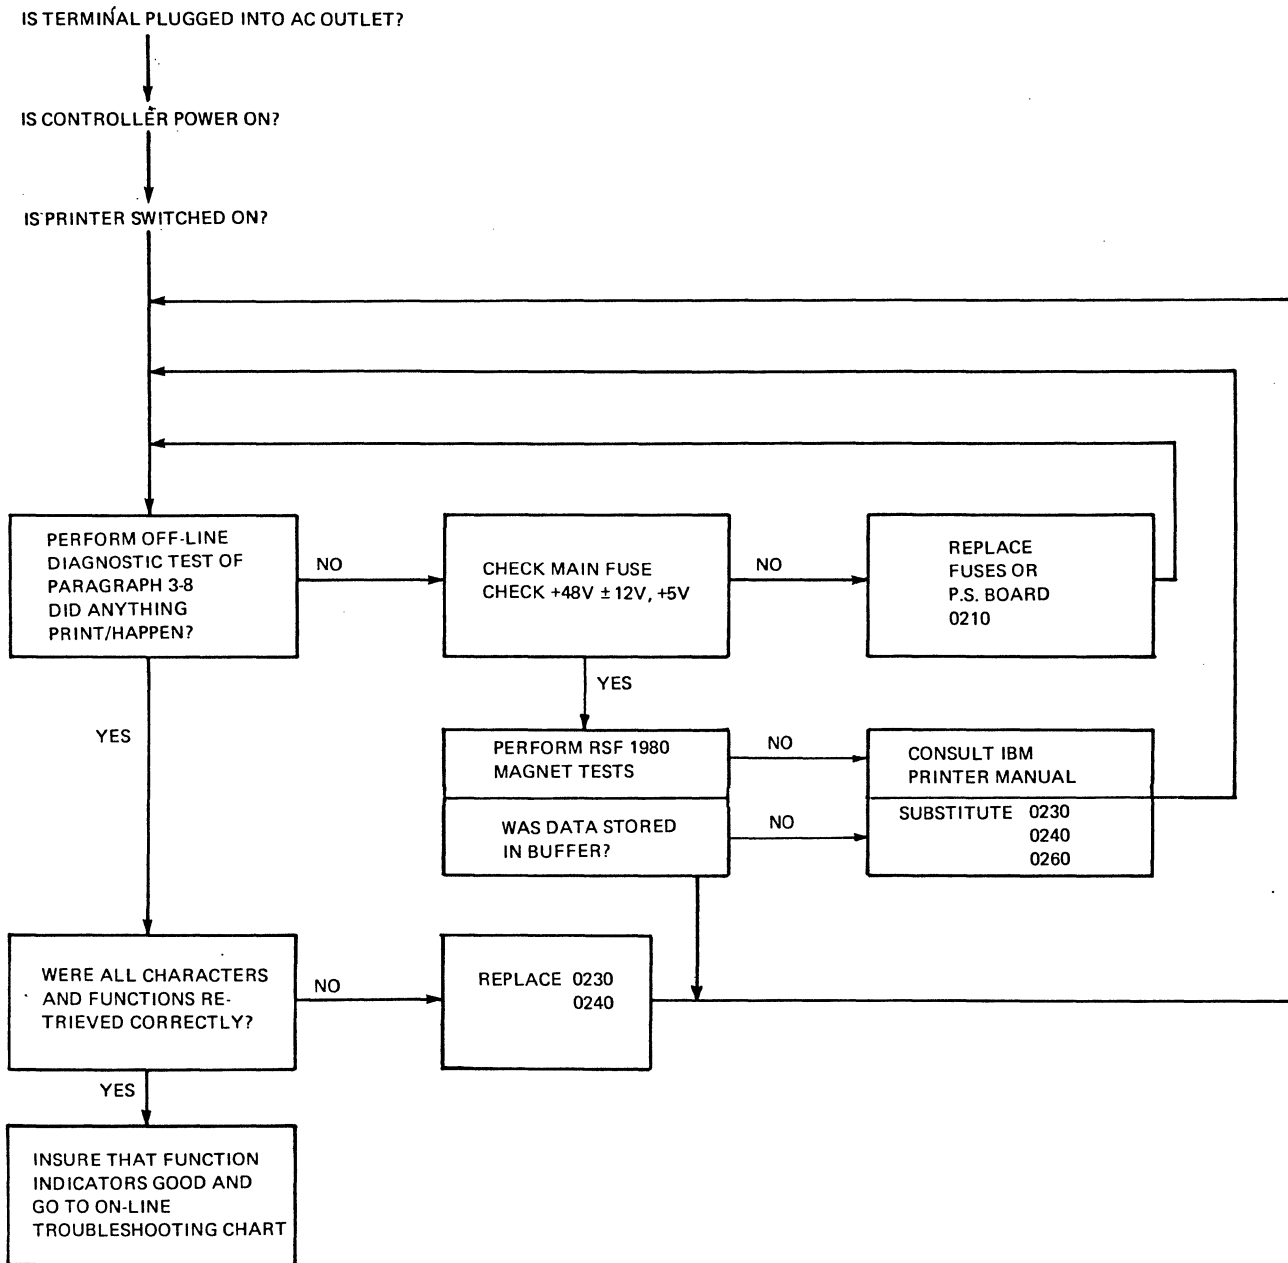 IS TERMINAL PLUGGED INTO AC OUTLET?
IS CONTROLLER POWER ON?
IS PRINTER SWITCHED ON?
PERFORM OFF-LINE
DIAGNOSTIC TEST OF
PARAGRAPH 3-8
DID ANYTHING
PRINT/HAPPEN?
NO
CHECK MAIN FUSE
CHECK +48V ±12V, +5V
NO
REPLACE
FUSES OR
P.S. BOARD
0210
YES
YES
PERFORM RSF 1980
MAGNET TESTS
NO
CONSULT IBM
PRINTER MANUAL
WAS DATA STORED
IN BUFFER?
NO
SUBSTITUTE 0230
0240
0260
WERE ALL CHARACTERS
AND FUNCTIONS RE-
TRIEVED CORRECTLY?
NO
REPLACE 0230
0240
YES
INSURE THAT FUNCTION
INDICATORS GOOD AND
GO TO ON-LINE
TROUBLESHOOTING CHART